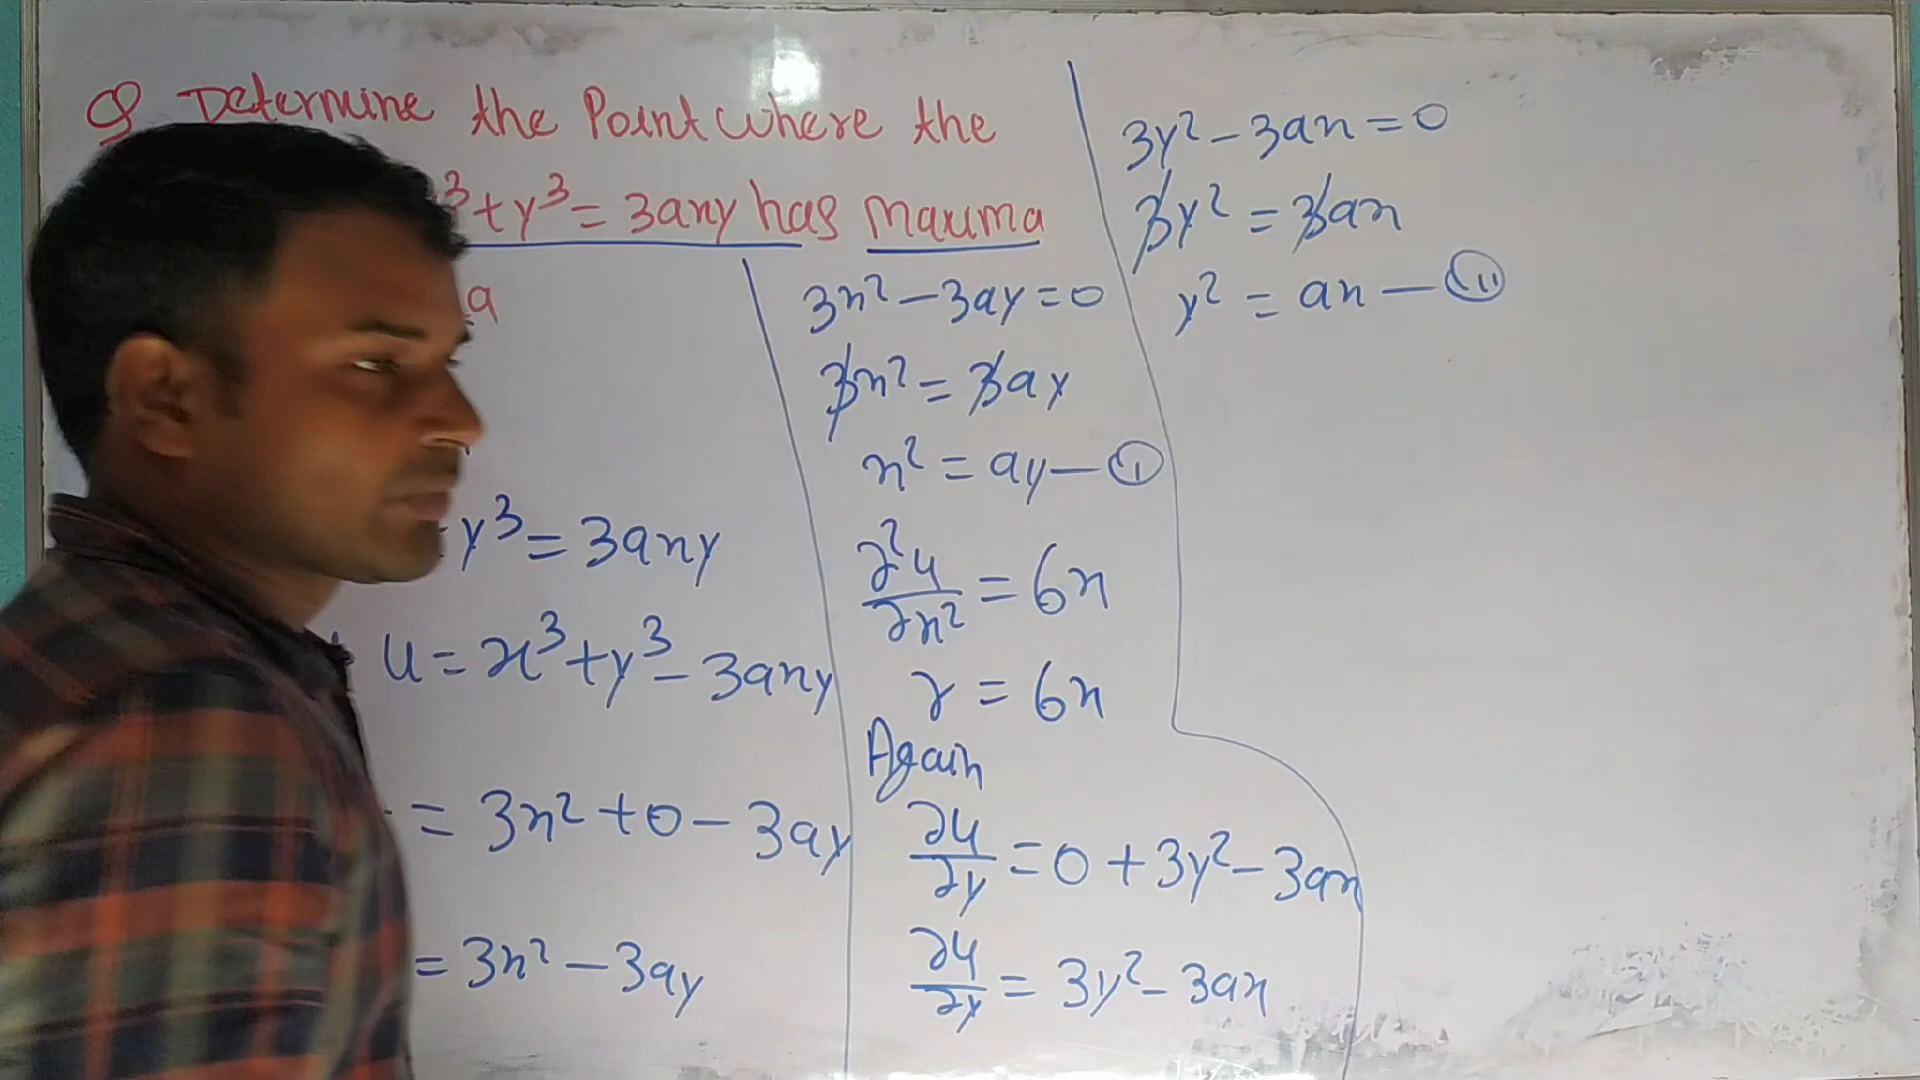 Q Determine the Point where the
x³+y³=3axy has Maxima
a
y³=3axy
u=x³+y³-3axy
=3x²+0-3ay
=3x²-3ay
3x²-3ay=0
3x²=3ay
x²=ay-(I)
∂²u/∂x²=6x
r=6x
Again
∂u/∂y=0+3y²-3ax
∂u/∂y=3y²-3ax
3y²-3ax=0
3y²=3ax
y²=ax-(II)